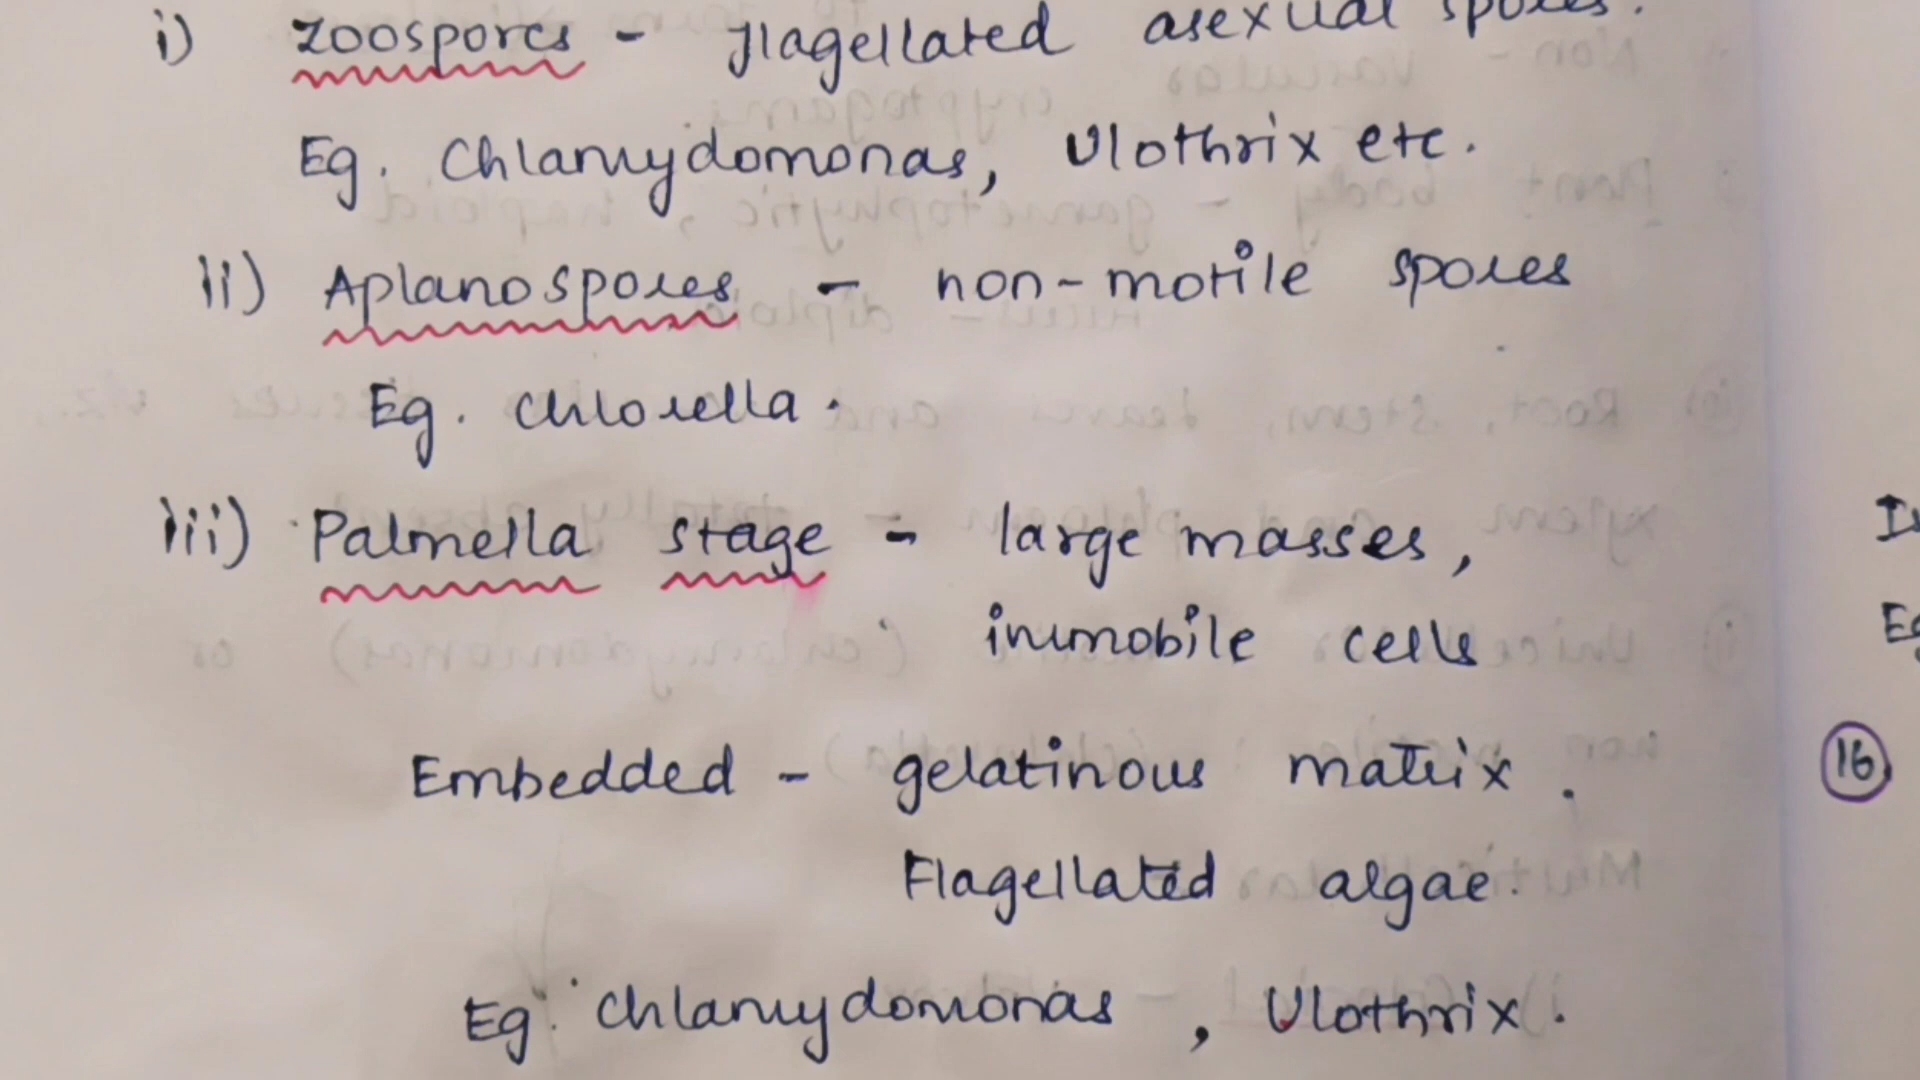 i) Zoospores - flagellated asexual spores.
Eg. Chlamydomonas, Ulothrix etc.
ii) Aplanospores - non-motile spores
Eg. chlorella.
iii) Palmella stage - large masses,
immobile cells
Embedded - gelatinous matrix.
Flagellated algae.
Eg. chlamydomonas, Ulothrix.
16